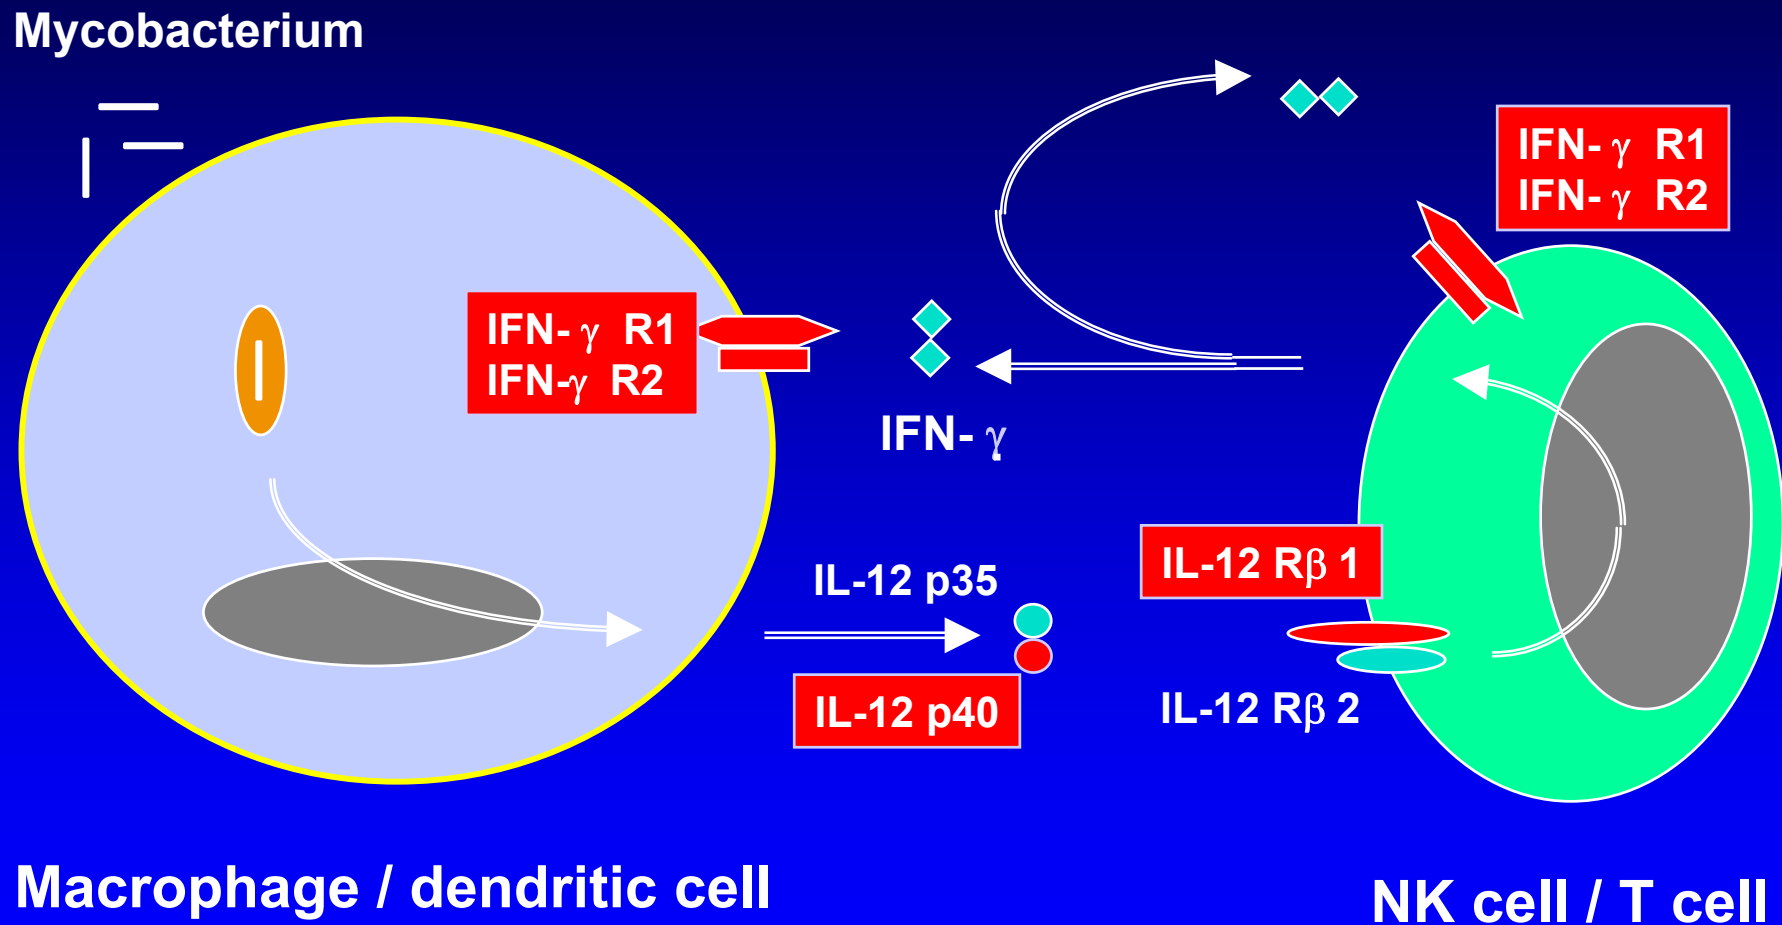 Mycobacterium
IFN- γ R1
IFN- γ R2
IFN- γ R1
IFN-γ R2
IFN- γ
IL-12 p35
IL-12 Rβ 1
IL-12 p40
IL-12 Rβ 2
Macrophage / dendritic cell
NK cell / T cell